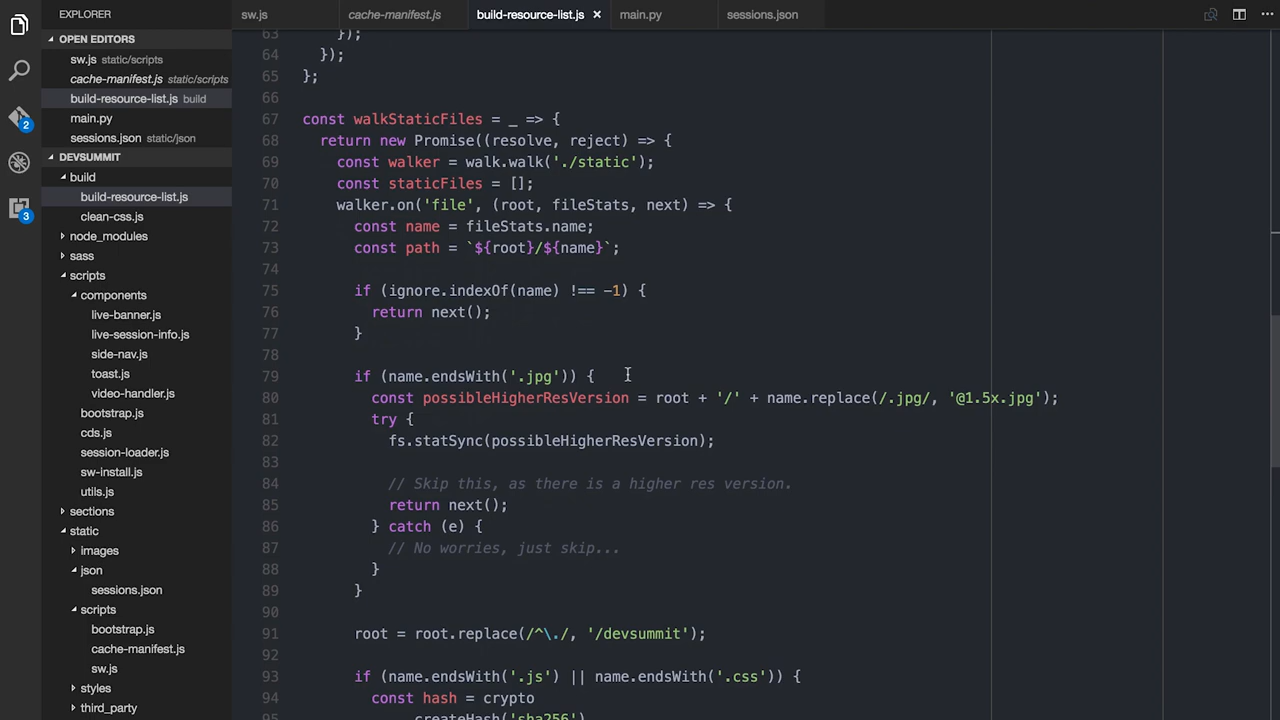 EXPLORER
OPEN EDITORS
sw.js static/scripts
cache-manifest.js static/scripts
build-resource-list.js build
main.py
sessions.json static/json
DEVSUMMIT
build
build-resource-list.js
clean-css.js
node_modules
sass
scripts
components
live-banner.js
live-session-info.js
side-nav.js
toast.js
video-handler.js
bootstrap.js
cds.js
session-loader.js
sw-install.js
utils.js
sections
static
images
json
sessions.json
scripts
bootstrap.js
cache-manifest.js
sw.js
styles
third_party
2
3
sw.js cache-manifest.js build-resource-list.js × main.py sessions.json
63 });
64 });
65 };
66
67 const walkStaticFiles = _ => {
68 return new Promise((resolve, reject) => {
69 const walker = walk.walk('./static');
70 const staticFiles = [];
71 walker.on('file', (root, fileStats, next) => {
72 const name = fileStats.name;
73 const path = `${root}/${name}`;
74
75 if (ignore.indexOf(name) !== -1) {
76 return next();
77 }
78
79 if (name.endsWith('.jpg')) {
80 const possibleHigherResVersion = root + '/' + name.replace(/.jpg/, '@1.5x.jpg');
81 try {
82 fs.statSync(possibleHigherResVersion);
83
84 // Skip this, as there is a higher res version.
85 return next();
86 } catch (e) {
87 // No worries, just skip...
88 }
89 }
90
91 root = root.replace(/^\./, '/devsummit');
92
93 if (name.endsWith('.js') || name.endsWith('.css')) {
94 const hash = crypto
95 .createHash('sha256')